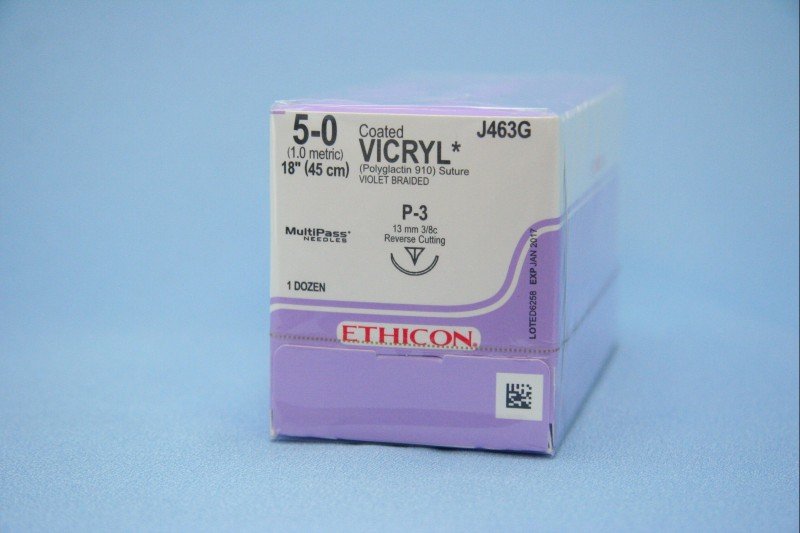 5-0
(1.0 metric)
18" (45 cm)
Coated
VICRYL*
(Polyglactin 910) Suture
VIOLET BRAIDED
J463G
P-3
13 mm 3/8c
Reverse Cutting
MultiPass®
NEEDLES
1 DOZEN
ETHICON
LOTED6258 EXP JAN 2017